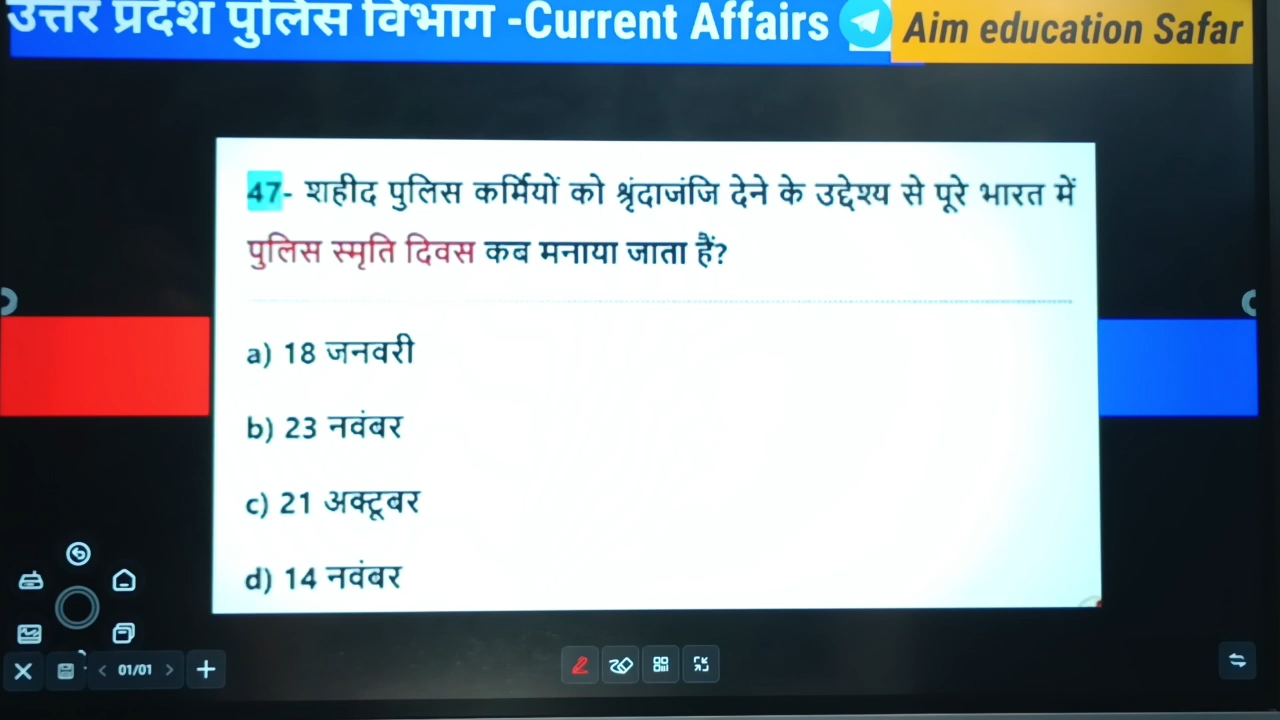 उत्तर प्रदेश पुलिस विभाग -Current Affairs
Aim education Safar
47- शहीद पुलिस कर्मियों को श्रृंदाजंजि देने के उद्देश्य से पूरे भारत में
पुलिस स्मृति दिवस कब मनाया जाता हैं?
a) 18 जनवरी
b) 23 नवंबर
c) 21 अक्टूबर
d) 14 नवंबर
01/01